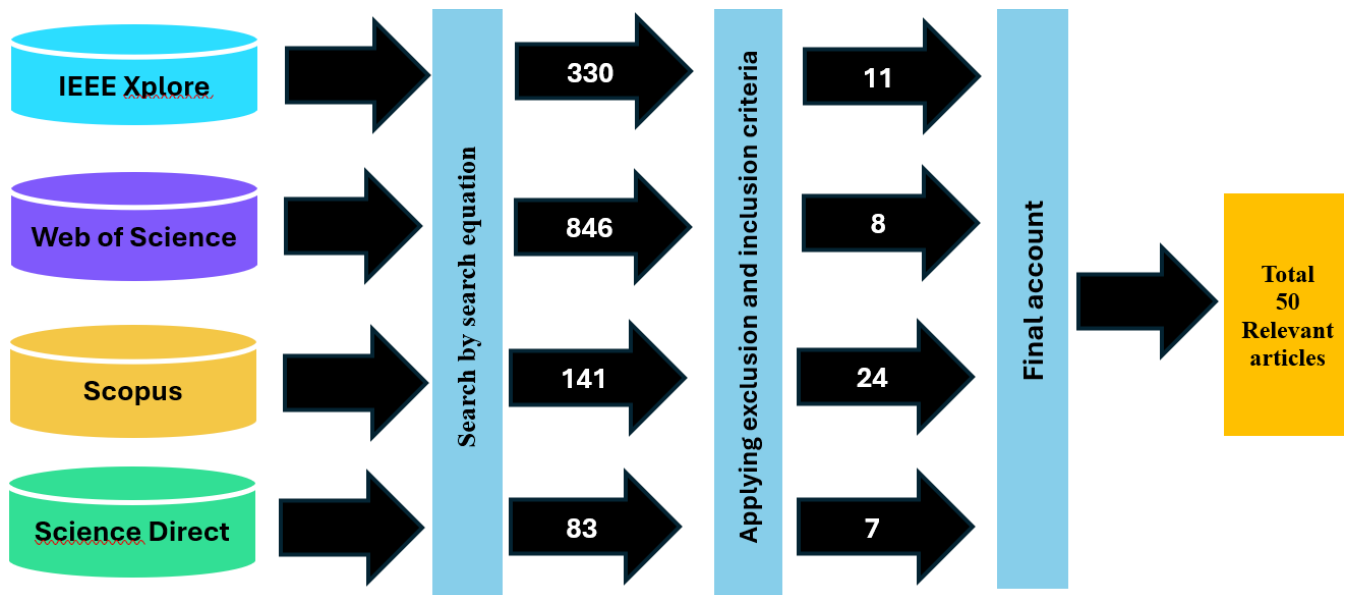 IEEE Xplore
330
11
Web of Science
846
8
Scopus
141
24
Science Direct
83
7
Search by search equation
Applying exclusion and inclusion criteria
Final account
Total
50
Relevant
articles